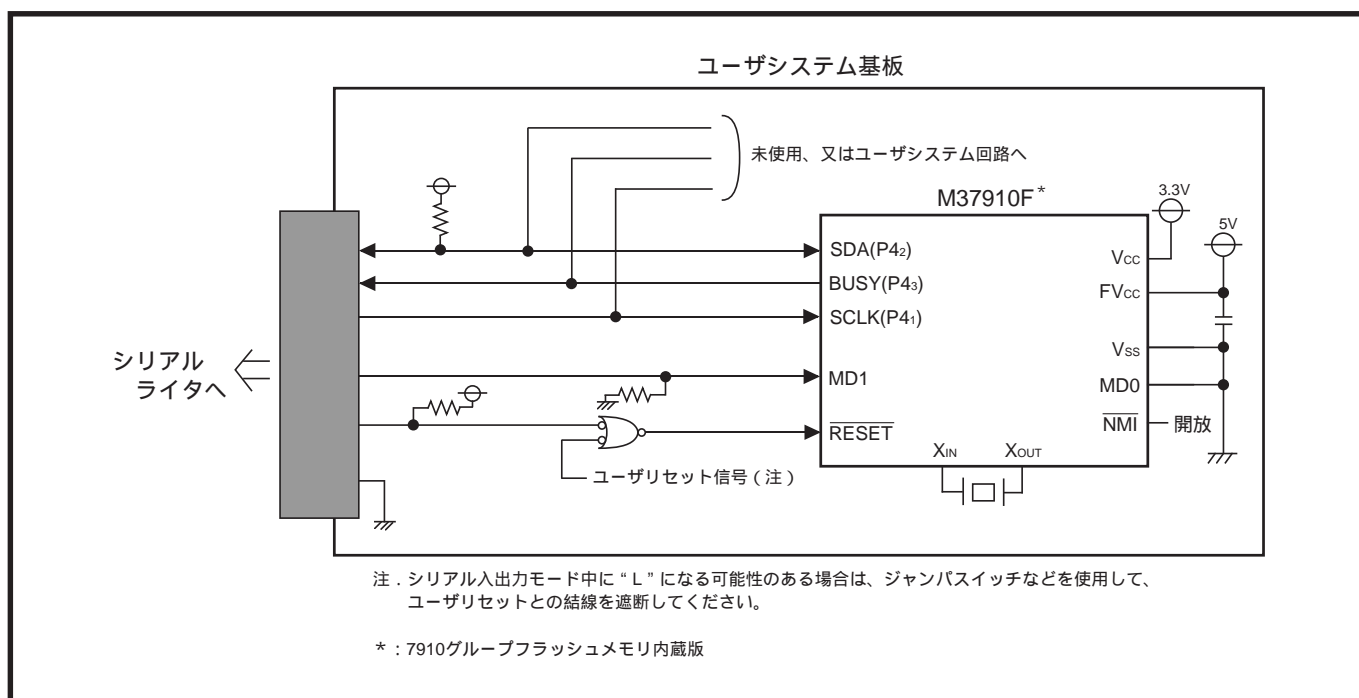 ユーザシステム基板
未使用、又はユーザシステム回路へ
M37910F*
3.3V
5V
SDA(P42)
BUSY(P43)
SCLK(P41)
MD1
RESET
XIN
XOUT
VCC
FVCC
VSS
MD0
NMI
開放
シリアル
ライタへ
ユーザリセット信号(注)
注．シリアル入出力モード中に“L”になる可能性のある場合は、ジャンパスイッチなどを使用して、
ユーザリセットとの結線を遮断してください。
*：7910グループフラッシュメモリ内蔵版